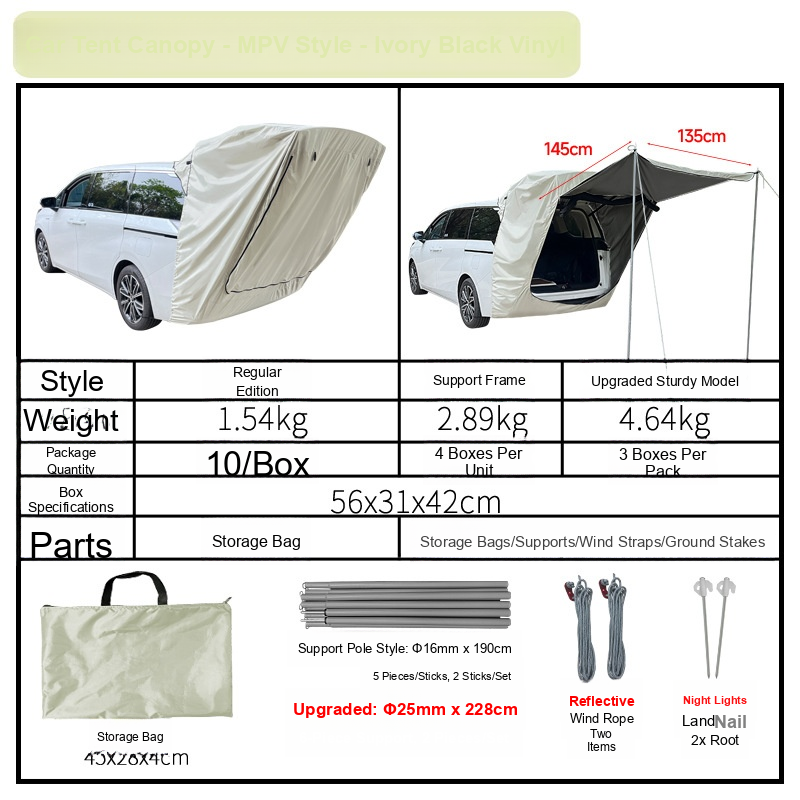 Tent Canopy - MPV Style - Ivory Black Vinyl
145cm
135cm
Style
Regular
Edition
Support Frame
Upgraded Sturdy Model
Weight
1.54kg
2.89kg
4.64kg
Package
Quantity
10/Box
4 Boxes Per
Unit
3 Boxes Per
Pack
Box
Specifications
56x31x42cm
Parts
Storage Bag
Storage Bags/Supports/Wind Straps/Ground Stakes
Storage Bag
45x28x4cm
Support Pole Style: Φ16mm x 190cm
5 Pieces/Sticks, 2 Sticks/Set
Upgraded: Φ25mm x 228cm
Reflective
Wind Rope
Two
Items
Night Lights
LandNail
2x Root